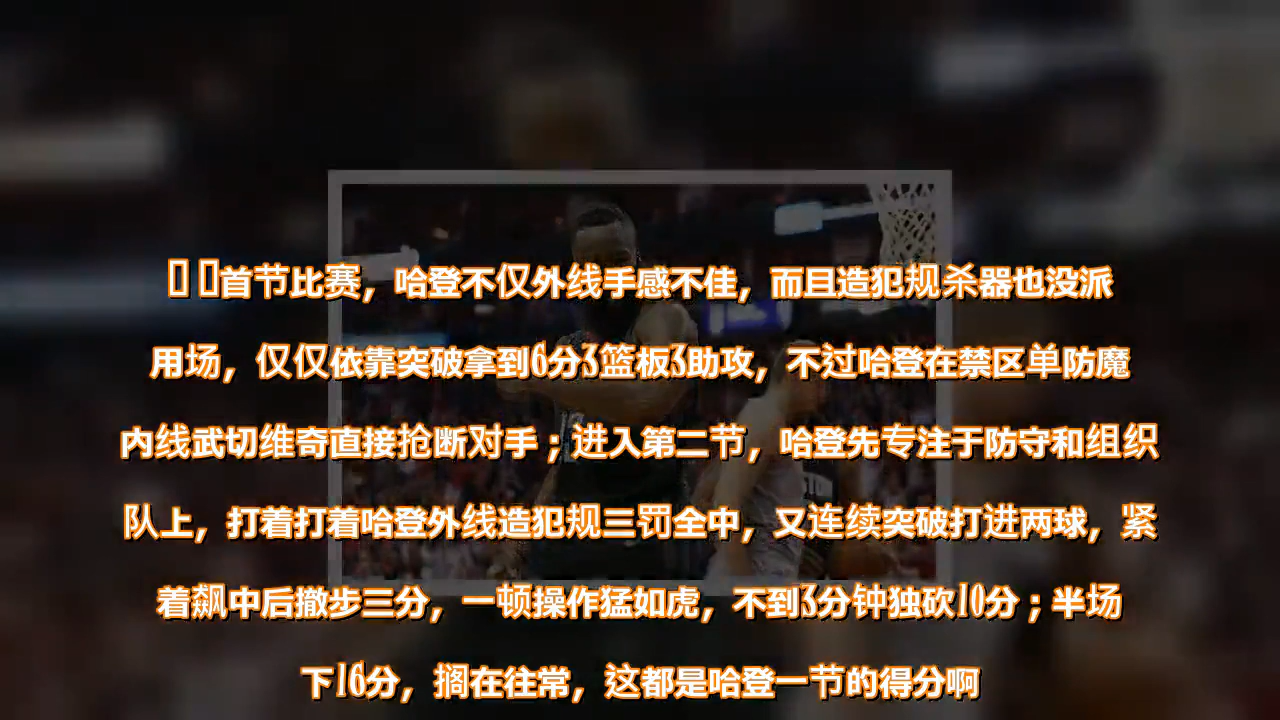 首节比赛，哈登不仅外线手感不佳，而且造犯规杀器也没派
用场，仅仅依靠突破拿到6分3篮板3助攻，不过哈登在禁区单防魔
内线武切维奇直接抢断对手；进入第二节，哈登先专注于防守和组织
队上，打着打着哈登外线造犯规三罚全中，又连续突破打进两球，紧
着飙中后撤步三分，一顿操作猛如虎，不到3分钟独砍10分；半场
下16分，搁在往常，这都是哈登一节的得分啊